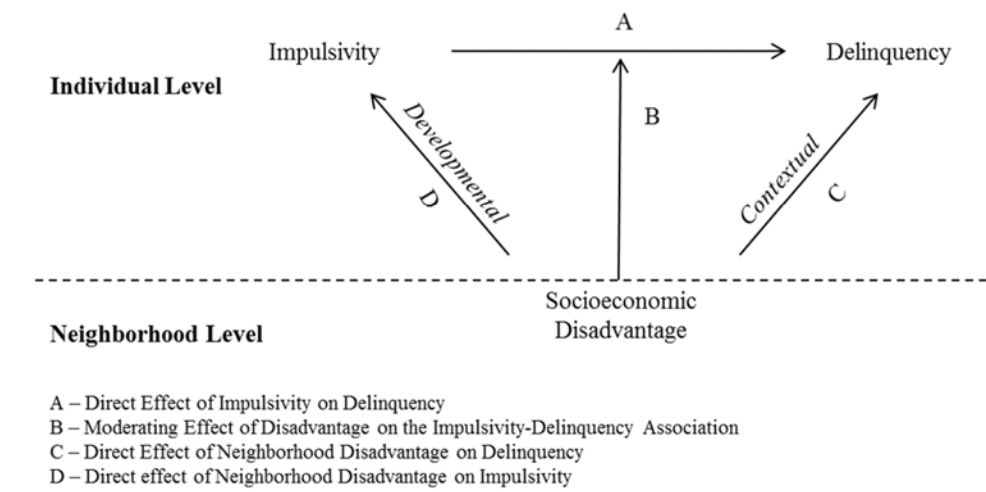 A
Impulsivity
Delinquency
Individual Level
B
Developmental
D
Contextual
C
Socioeconomic
Disadvantage
Neighborhood Level
A – Direct Effect of Impulsivity on Delinquency
B – Moderating Effect of Disadvantage on the Impulsivity-Delinquency Association
C – Direct Effect of Neighborhood Disadvantage on Delinquency
D – Direct effect of Neighborhood Disadvantage on Impulsivity